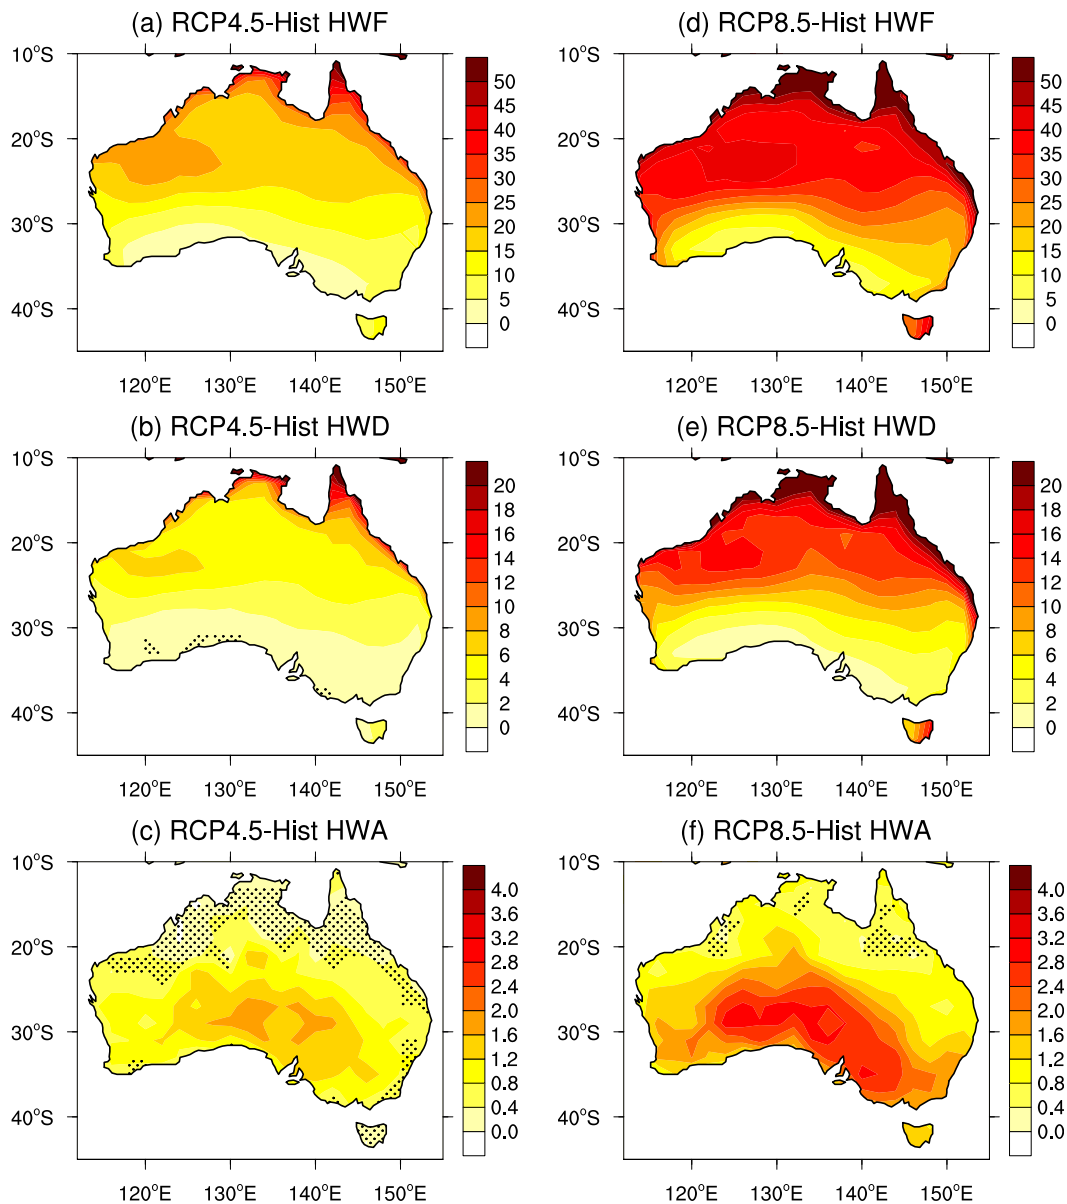 (a) RCP4.5-Hist HWF
10°S
20°S
30°S
40°S
120°E 130°E 140°E 150°E
50
45
40
35
30
25
20
15
10
5
0
(d) RCP8.5-Hist HWF
10°S
20°S
30°S
40°S
120°E 130°E 140°E 150°E
50
45
40
35
30
25
20
15
10
5
0
(b) RCP4.5-Hist HWD
10°S
20°S
30°S
40°S
120°E 130°E 140°E 150°E
20
18
16
14
12
10
8
6
4
2
0
(e) RCP8.5-Hist HWD
10°S
20°S
30°S
40°S
120°E 130°E 140°E 150°E
20
18
16
14
12
10
8
6
4
2
0
(c) RCP4.5-Hist HWA
10°S
20°S
30°S
40°S
120°E 130°E 140°E 150°E
4.0
3.6
3.2
2.8
2.4
2.0
1.6
1.2
0.8
0.4
0.0
(f) RCP8.5-Hist HWA
10°S
20°S
30°S
40°S
120°E 130°E 140°E 150°E
4.0
3.6
3.2
2.8
2.4
2.0
1.6
1.2
0.8
0.4
0.0